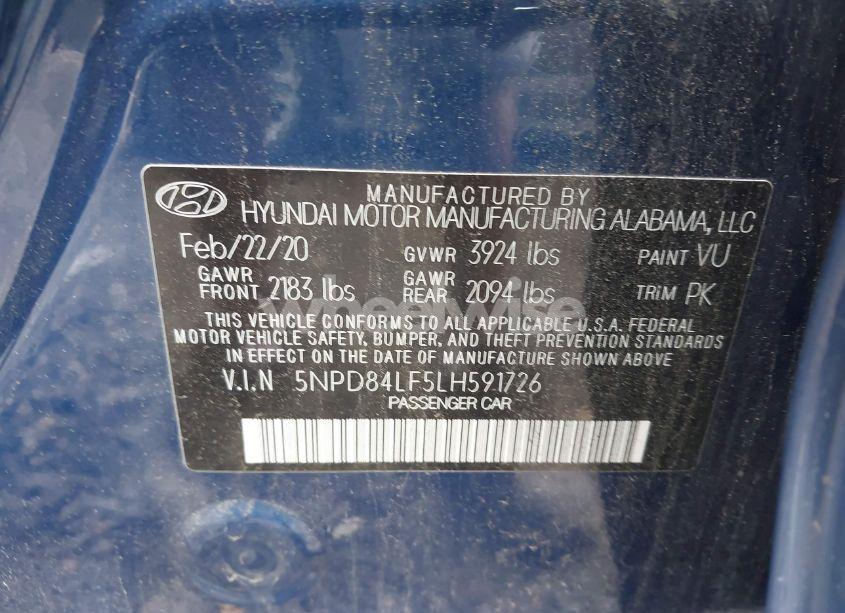 MANUFACTURED BY
HYUNDAI MOTOR MANUFACTURING ALABAMA, LLC
Feb/22/20 GVWR 3924 lbs PAINT VU
GAWR FRONT 2183 lbs GAWR REAR 2094 lbs TRIM PK
THIS VEHICLE CONFORMS TO ALL APPLICABLE U.S.A. FEDERAL
MOTOR VEHICLE SAFETY, BUMPER, AND THEFT PREVENTION STANDARDS
IN EFFECT ON THE DATE OF MANUFACTURE SHOWN ABOVE
V.I.N 5NPD84LF5LH591726
PASSENGER CAR